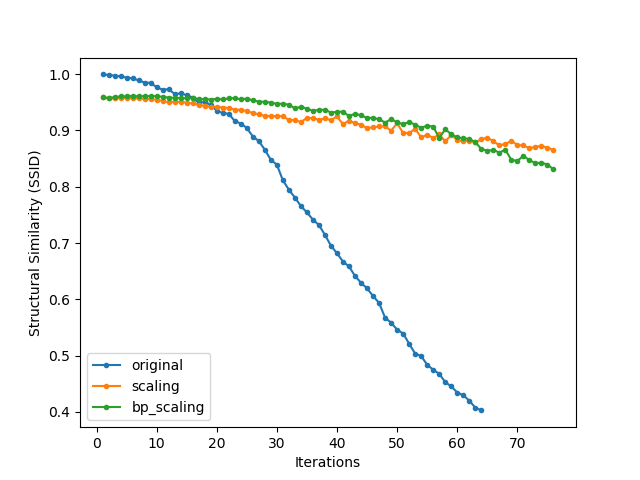 1.0
0.9
0.8
0.7
0.6
0.5
0.4
Structural Similarity (SSID)
original
scaling
bp_scaling
0 10 20 30 40 50 60 70
Iterations